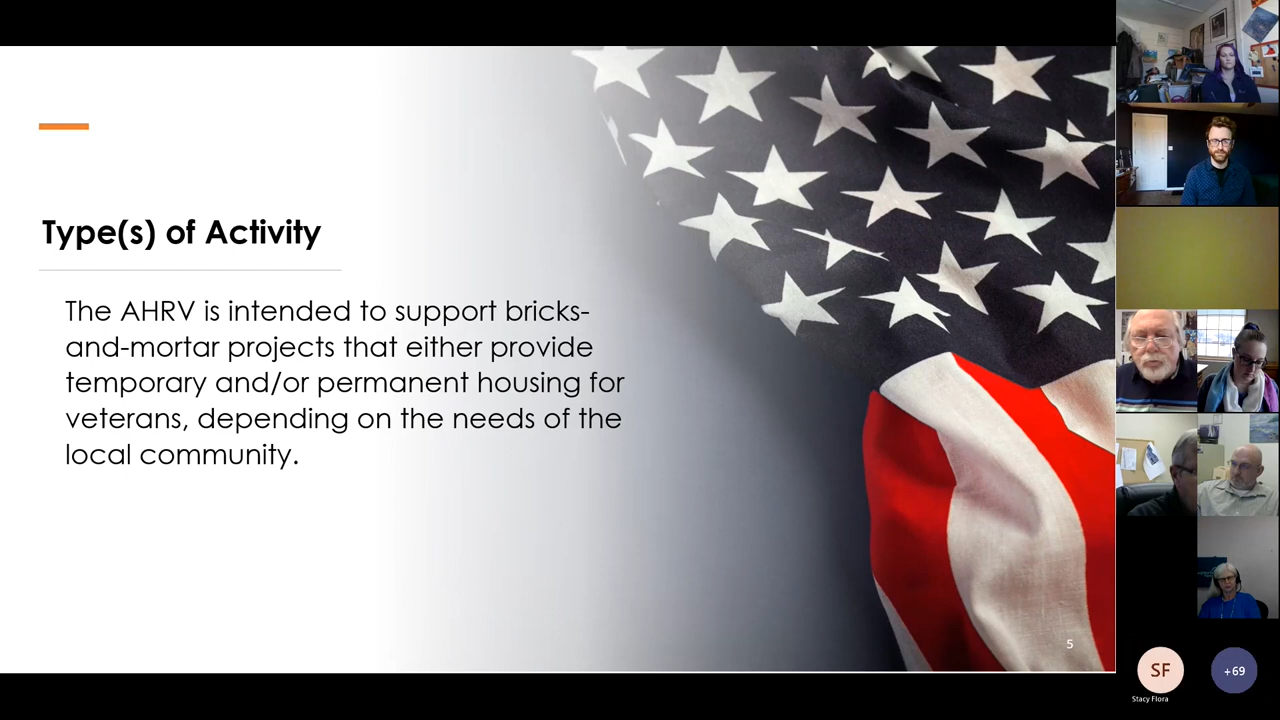 Type(s) of Activity
The AHRV is intended to support bricks-
and-mortar projects that either provide
temporary and/or permanent housing for
veterans, depending on the needs of the
local community.
5
SF
Stacy Flora
+69